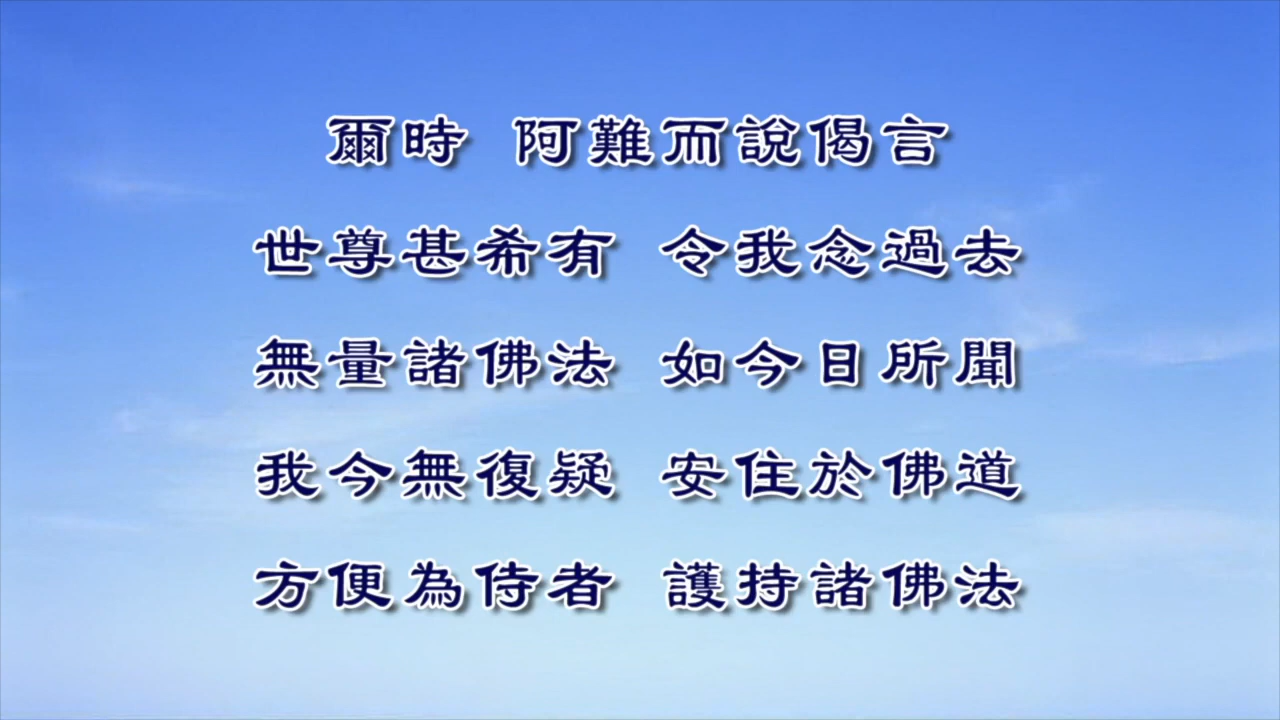 爾時 阿難而說偈言
世尊甚希有 令我念過去
無量諸佛法 如今日所聞
我今無復疑 安住於佛道
方便為侍者 護持諸佛法